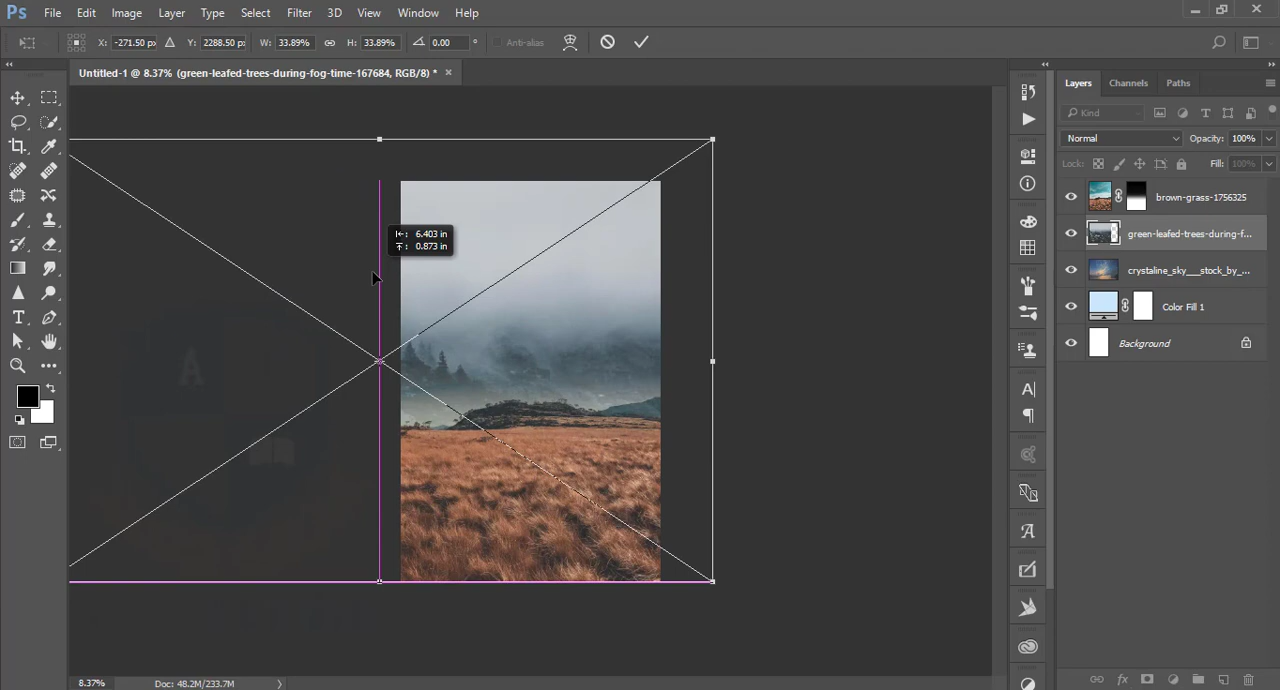 Ps File Edit Image Layer Type Select Filter 3D View Window Help
X: -271.50 px Y: 2288.50 px W: 33.89% H: 33.89% 0.00 ° Anti-alias
Untitled-1 @ 8.37% (green-leafed-trees-during-fog-time-167684, RGB/8) * ×
Layers Channels Paths
Kind
Normal Opacity: 100%
Lock: Fill: 100%
brown-grass-1756325
green-leafed-trees-during-f...
crystaline_sky___stock_by_...
Color Fill 1
Background
6.403 in
0.873 in
A
8.37% Doc: 48.2M/233.7M